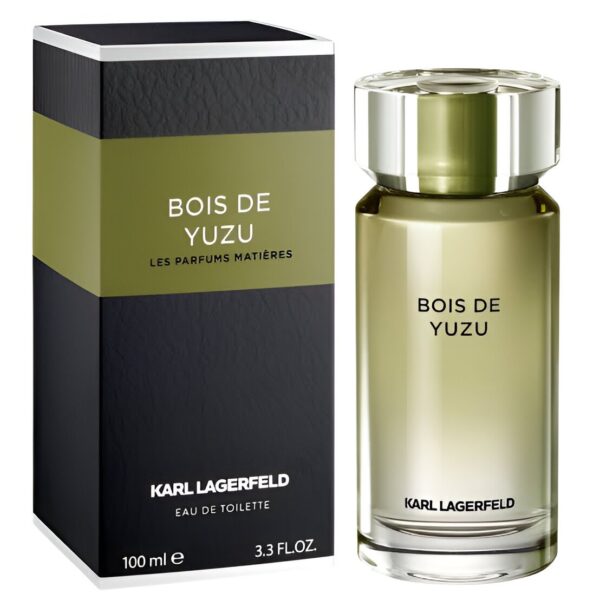 BOIS DE
YUZU
LES PARFUMS MATIÈRES
KARL LAGERFELD
EAU DE TOILETTE
100 ml e 3.3 FL.OZ.
BOIS DE
YUZU
KARL LAGERFELD